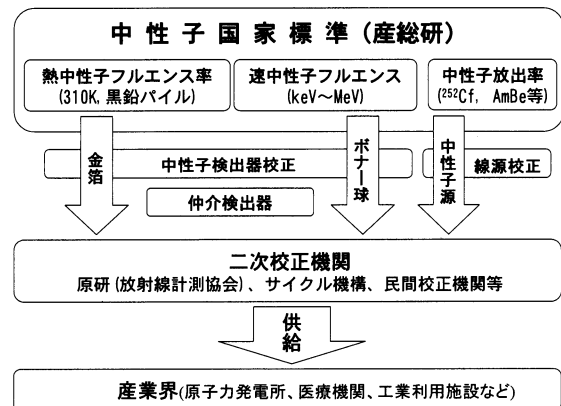 中性子国家標準(産総研)
熱中性子フルエンス率
(310K, 黒鉛パイル)
速中性子フルエンス
(keV～MeV)
中性子放出率
(²⁵²Cf, AmBe等)
金箔
中性子検出器校正
仲介検出器
ボナー球
中性子源
線源校正
二次校正機関
原研(放射線計測協会)、サイクル機構、民間校正機関等
供給
産業界(原子力発電所、医療機関、工業利用施設など)